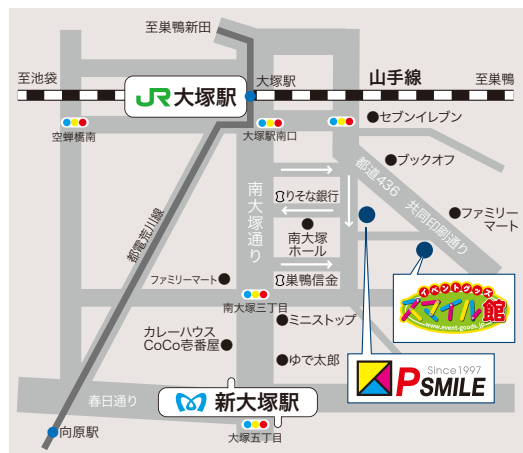 至巣鴨新田
至池袋
JR大塚駅
大塚駅
山手線
至巣鴨
空蝉橋南
大塚駅南口
セブンイレブン
ブックオフ
都道436 共同印刷通り
南大塚通り
りそな銀行
ファミリー
マート
南大塚
ホール
都電荒川線
ファミリーマート
巣鴨信金
イベントグッズ
スマイル館
www.event-goods.jp
南大塚三丁目
ミニストップ
カレーハウス
CoCo壱番屋
ゆで太郎
Since1997
P SMILE
春日通り
新大塚駅
向原駅
大塚五丁目